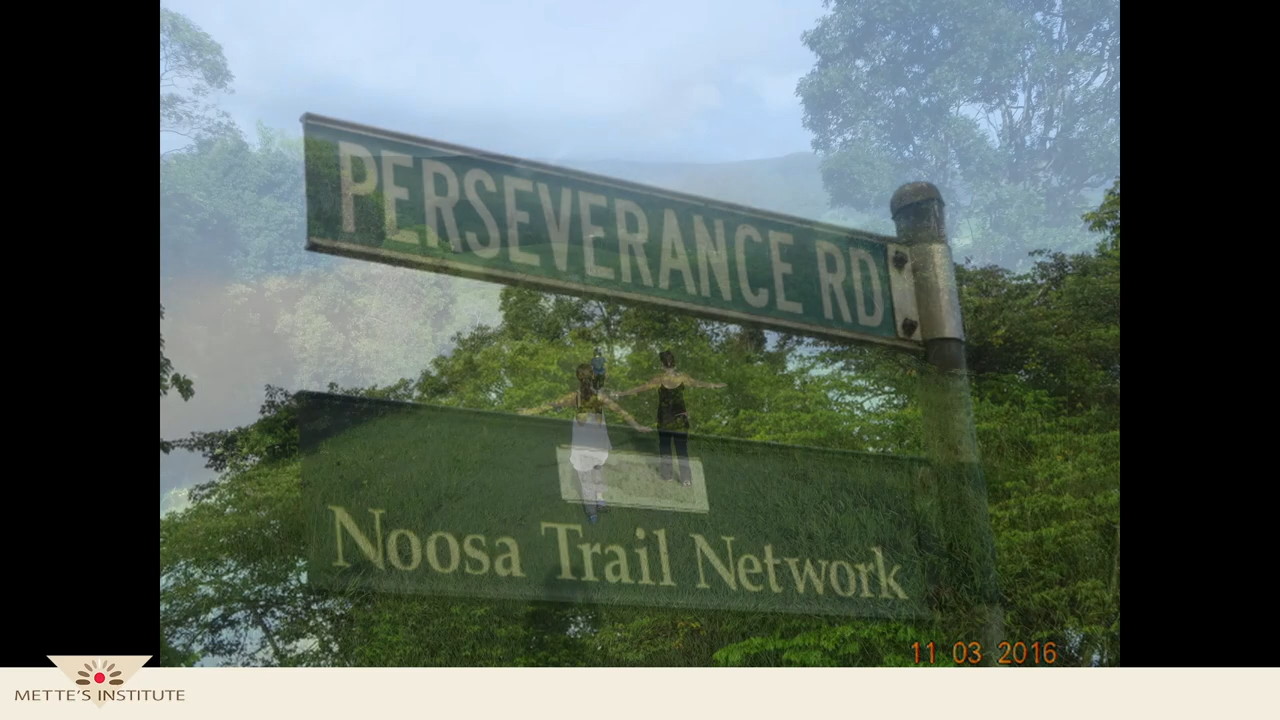 PERSEVERANCE RD
Noosa Trail Network
11 03 2016
METTE'S INSTITUTE